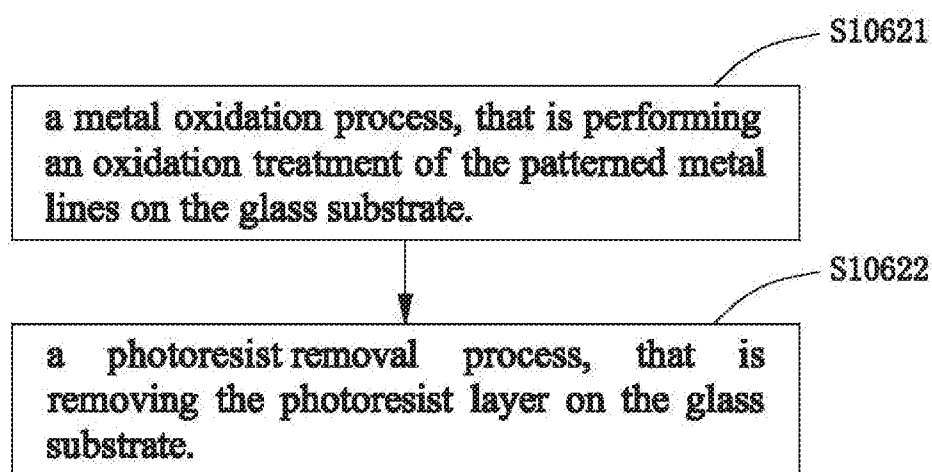 S10621
a metal oxidation process, that is performing
an oxidation treatment of the patterned metal
lines on the glass substrate.
S10622
a photoresist removal process, that is
removing the photoresist layer on the glass
substrate.